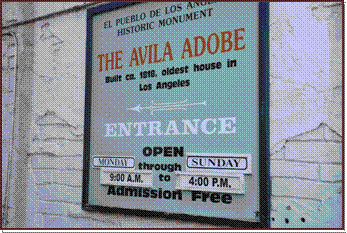 EL PUEBLO DE LOS ANGEL
HISTORIC MONUMENT
THE AVILA ADOBE
Built ca. 1818, oldest house in
Los Angeles
ENTRANCE
OPEN
MONDAY through SUNDAY
9:00 A.M. to 4:00 P.M.
Admission Free